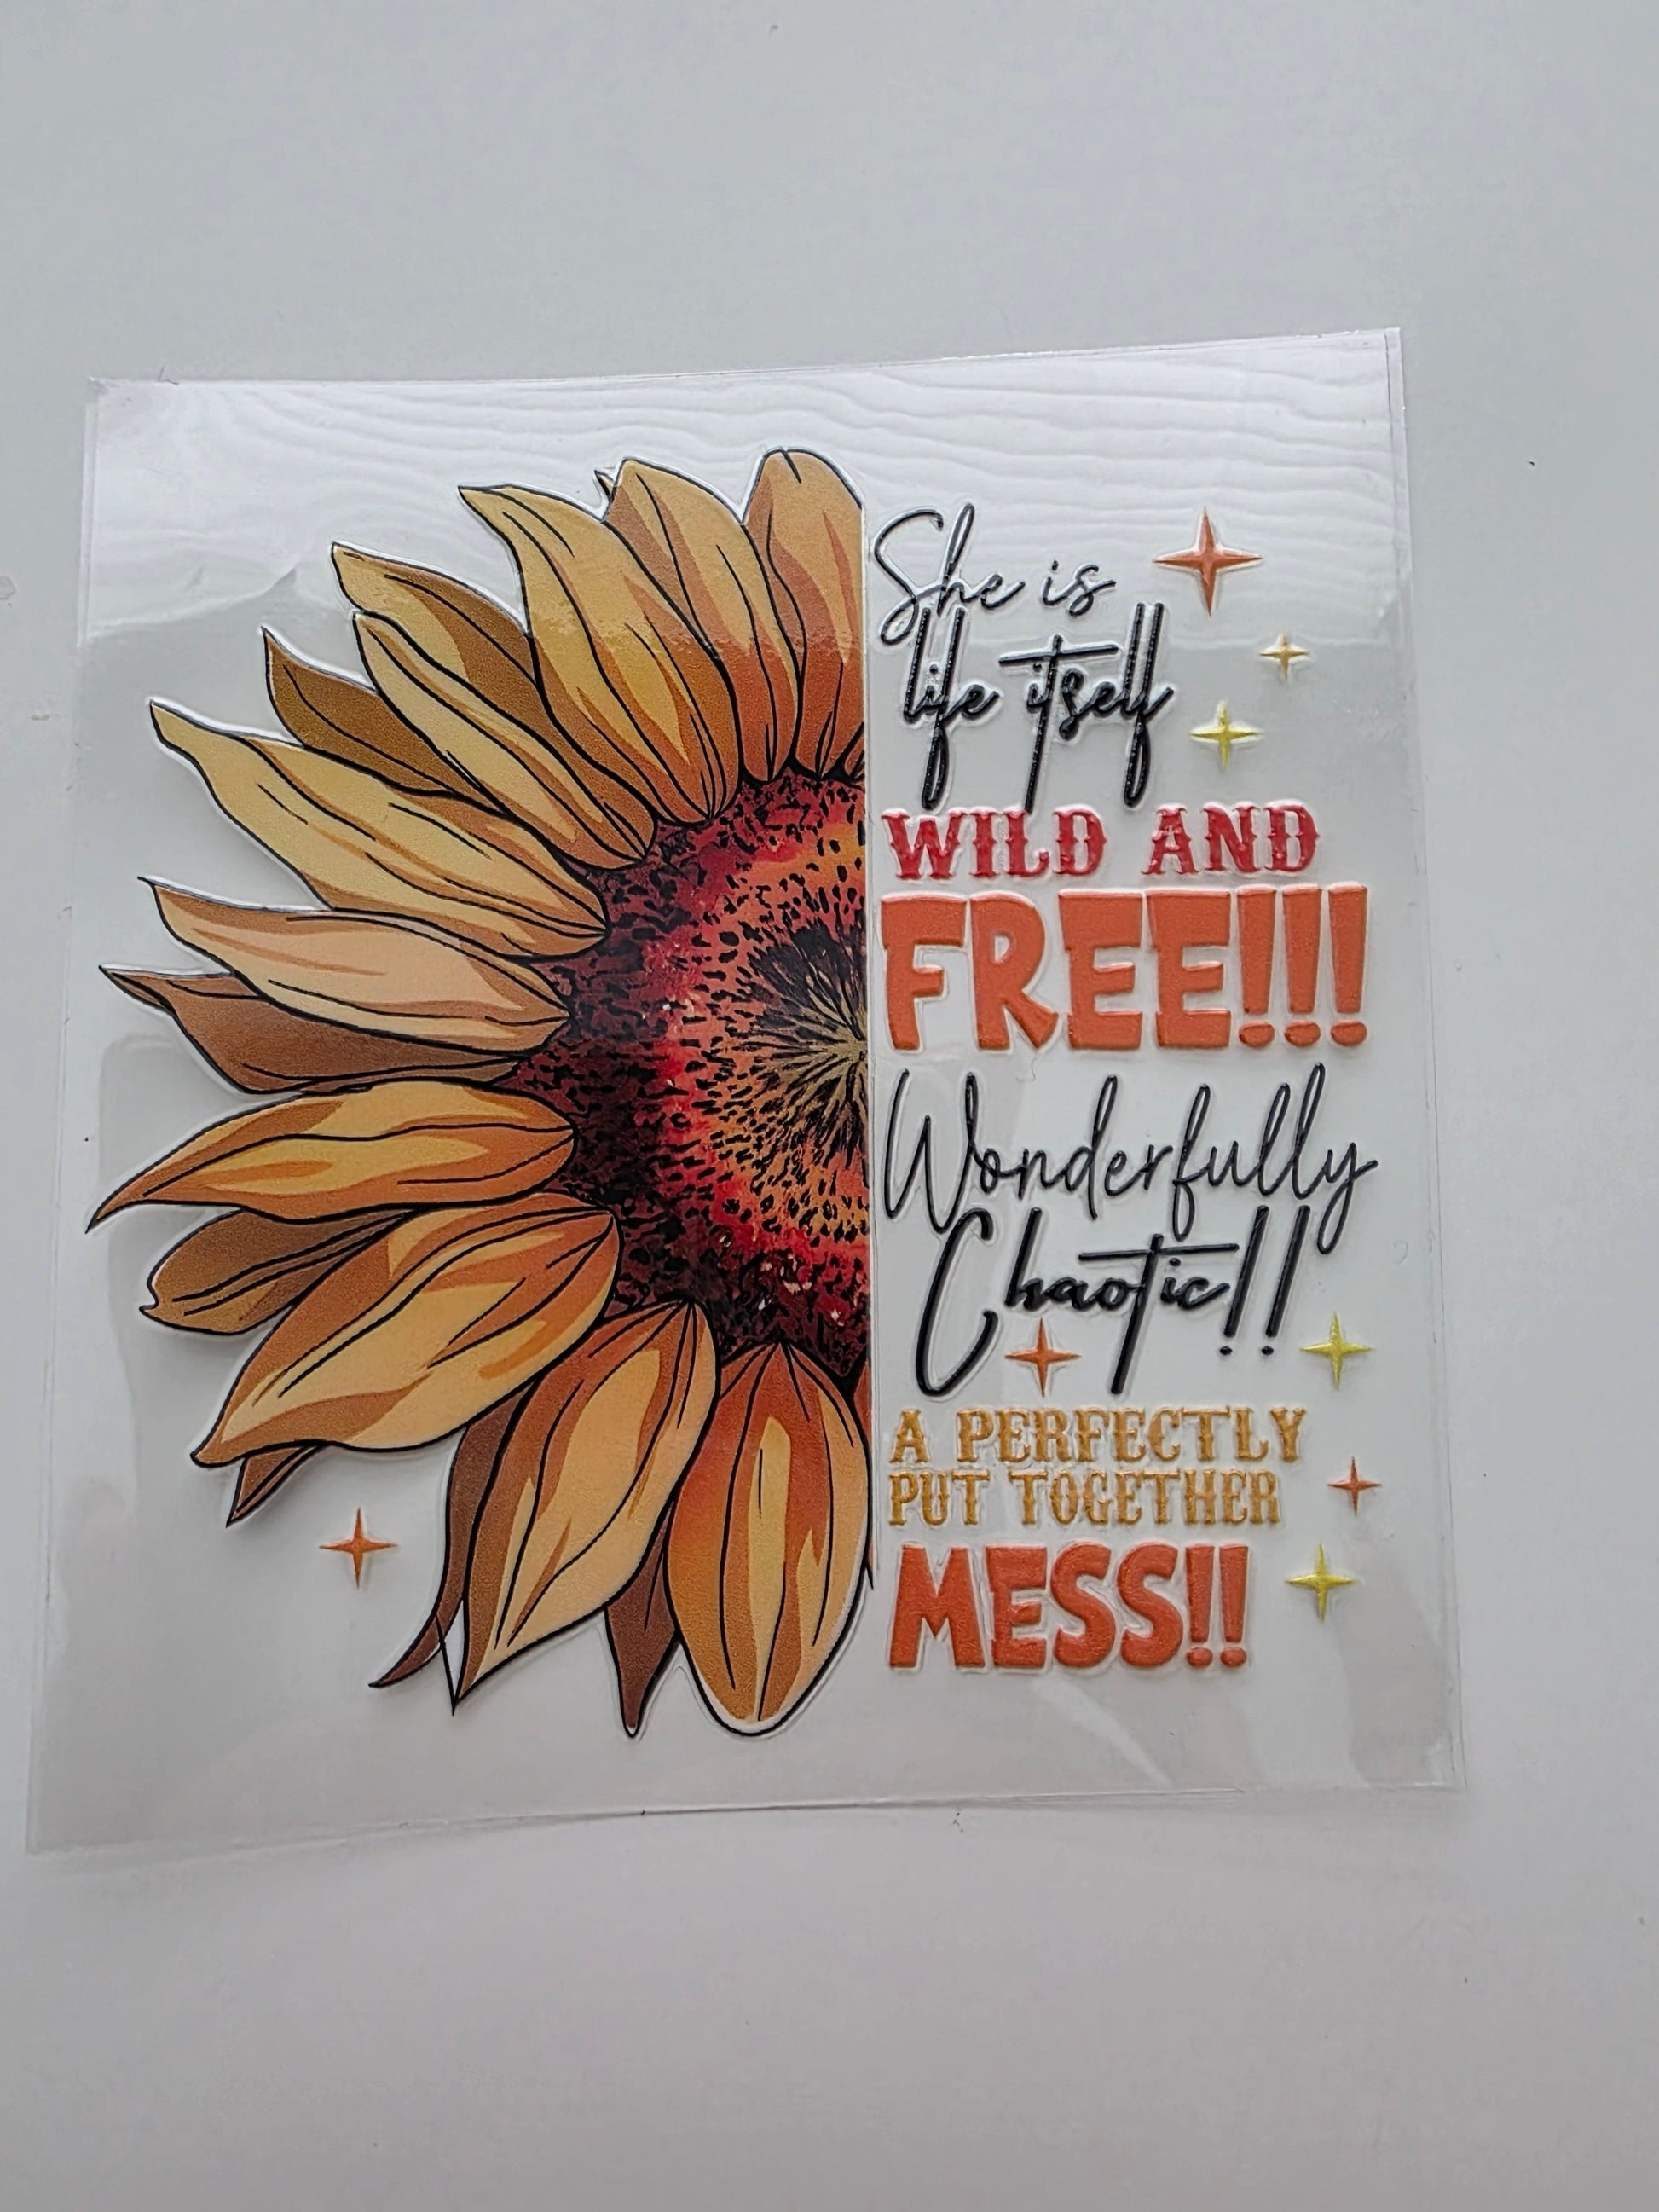 She is
life itself
WILD AND
FREE!!!
Wonderfully
Chaotic!!
A PERFECTLY
PUT TOGETHER
MESS!!